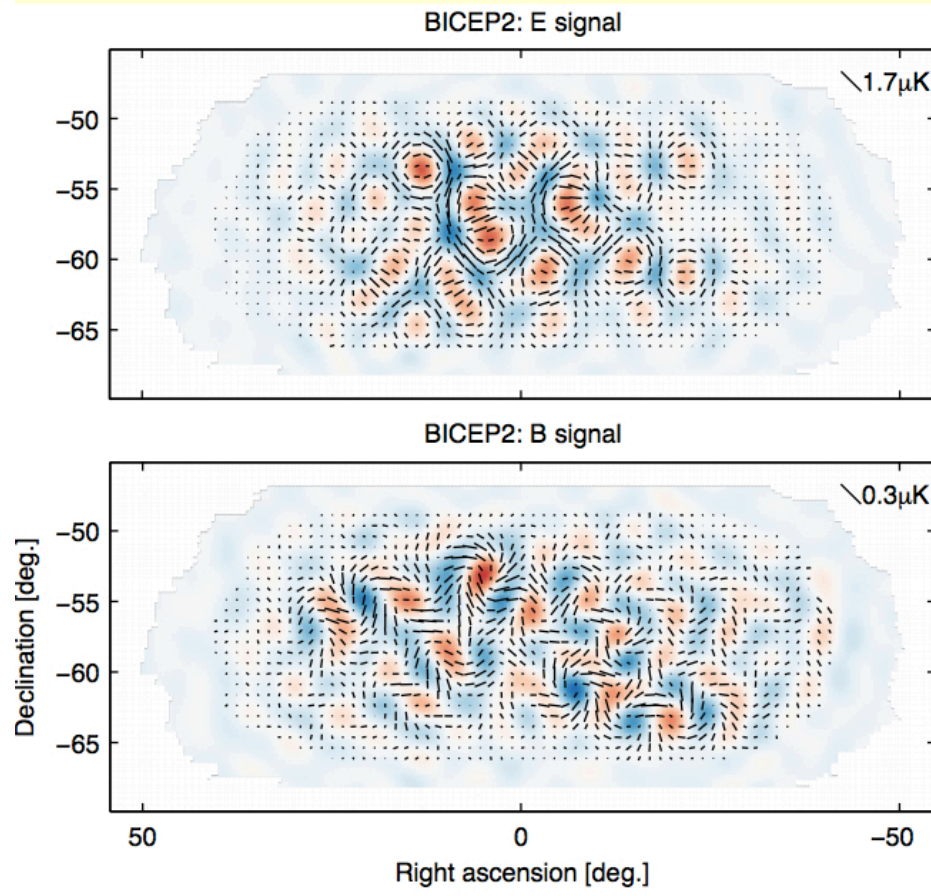 BICEP2: E signal
1.7μK
−50
−55
−60
−65
BICEP2: B signal
0.3μK
−50
−55
−60
−65
Declination [deg.]
50 0 −50
Right ascension [deg.]